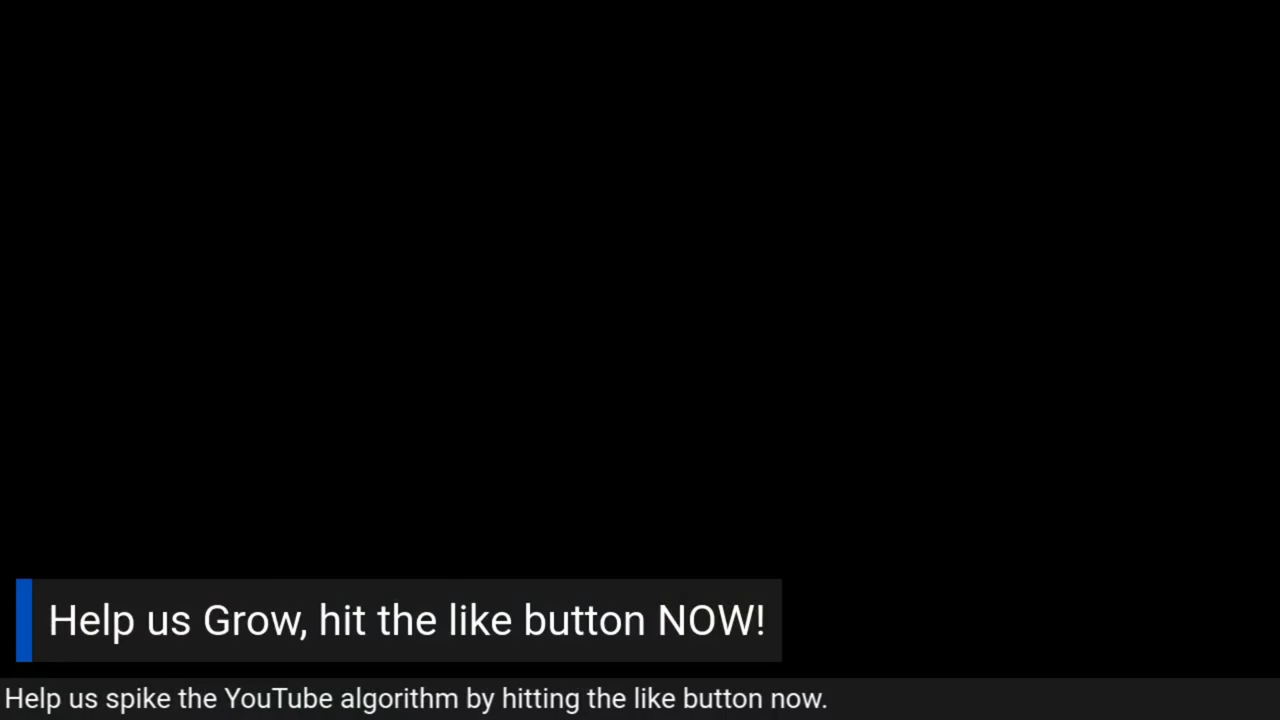 Help us Grow, hit the like button NOW!
Help us spike the YouTube algorithm by hitting the like button now.